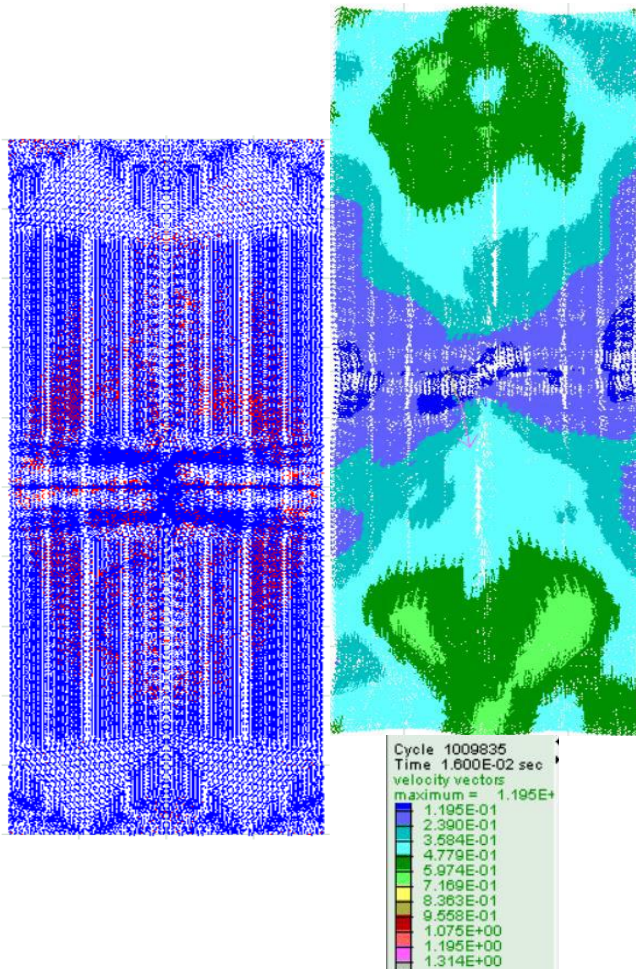 Cycle 1009835
Time 1.600E-02 sec
velocity vectors
maximum = 1.195E+
1.195E-01
2.390E-01
3.584E-01
4.779E-01
5.974E-01
7.169E-01
8.363E-01
9.558E-01
1.075E+00
1.195E+00
1.314E+00